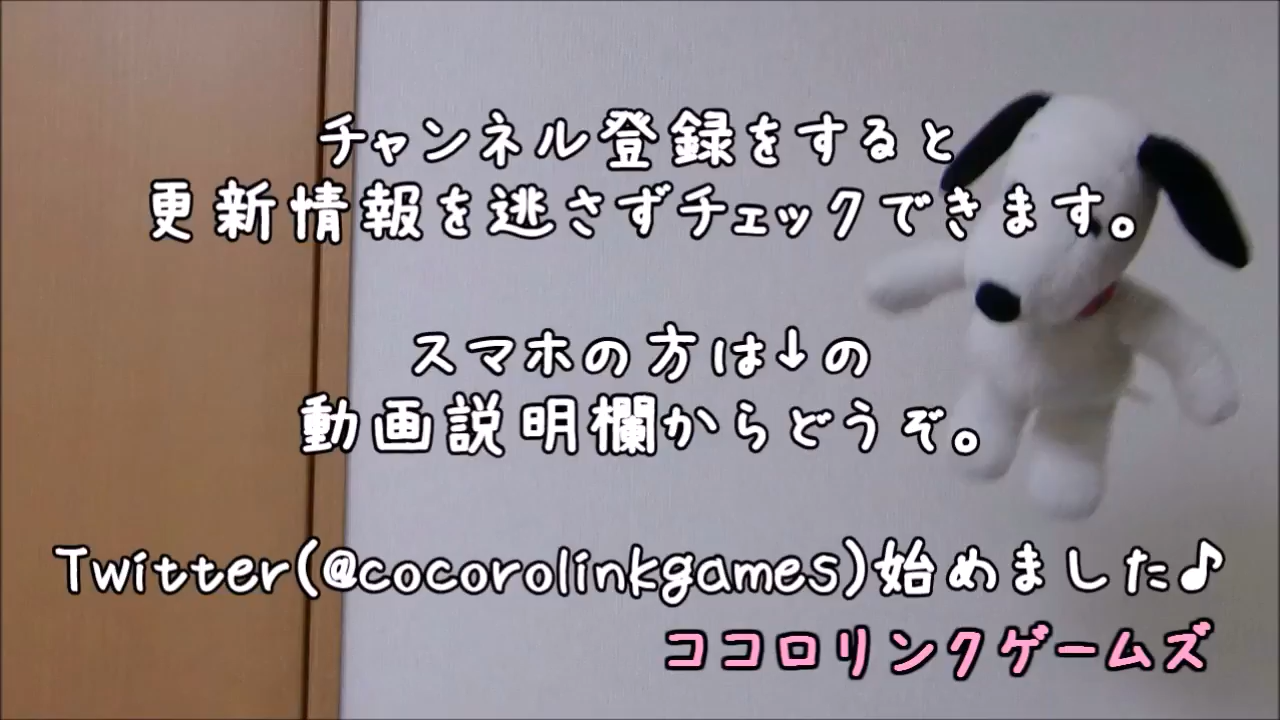 チャンネル登録をすると
更新情報を逃さずチェックできます。
スマホの方は↓の
動画説明欄からどうぞ。
Twitter(@cocorolinkgames)始めました♪
ココロリンクゲームズ